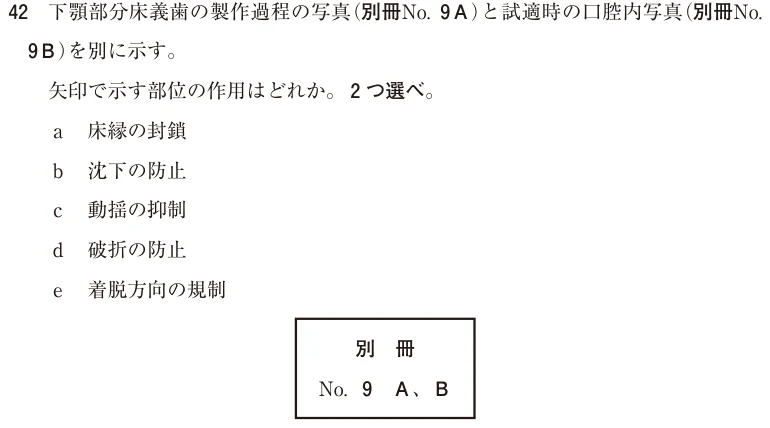 42 下顎部分床義歯の製作過程の写真(別冊No. 9A)と試適時の口腔内写真(別冊No.
9B)を別に示す。
矢印で示す部位の作用はどれか。2つ選べ。
a 床縁の封鎖
b 沈下の防止
c 動揺の抑制
d 破折の防止
e 着脱方向の規制
別 冊
No. 9 A、B